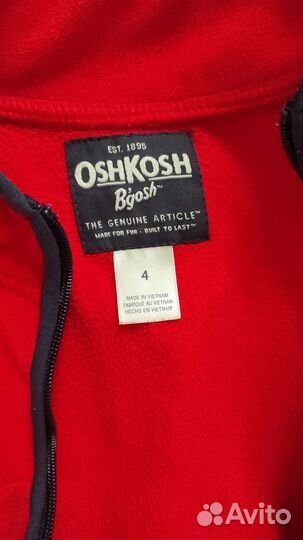 EST. 1895
OSHKOSH
B'gosh™
THE GENUINE ARTICLE™
MADE FOR FUN · BUILT TO LAST™
4
MADE IN VIETNAM
FABRIQUÉ AU VIETNAM
HECHO EN VIETNAM
Avito